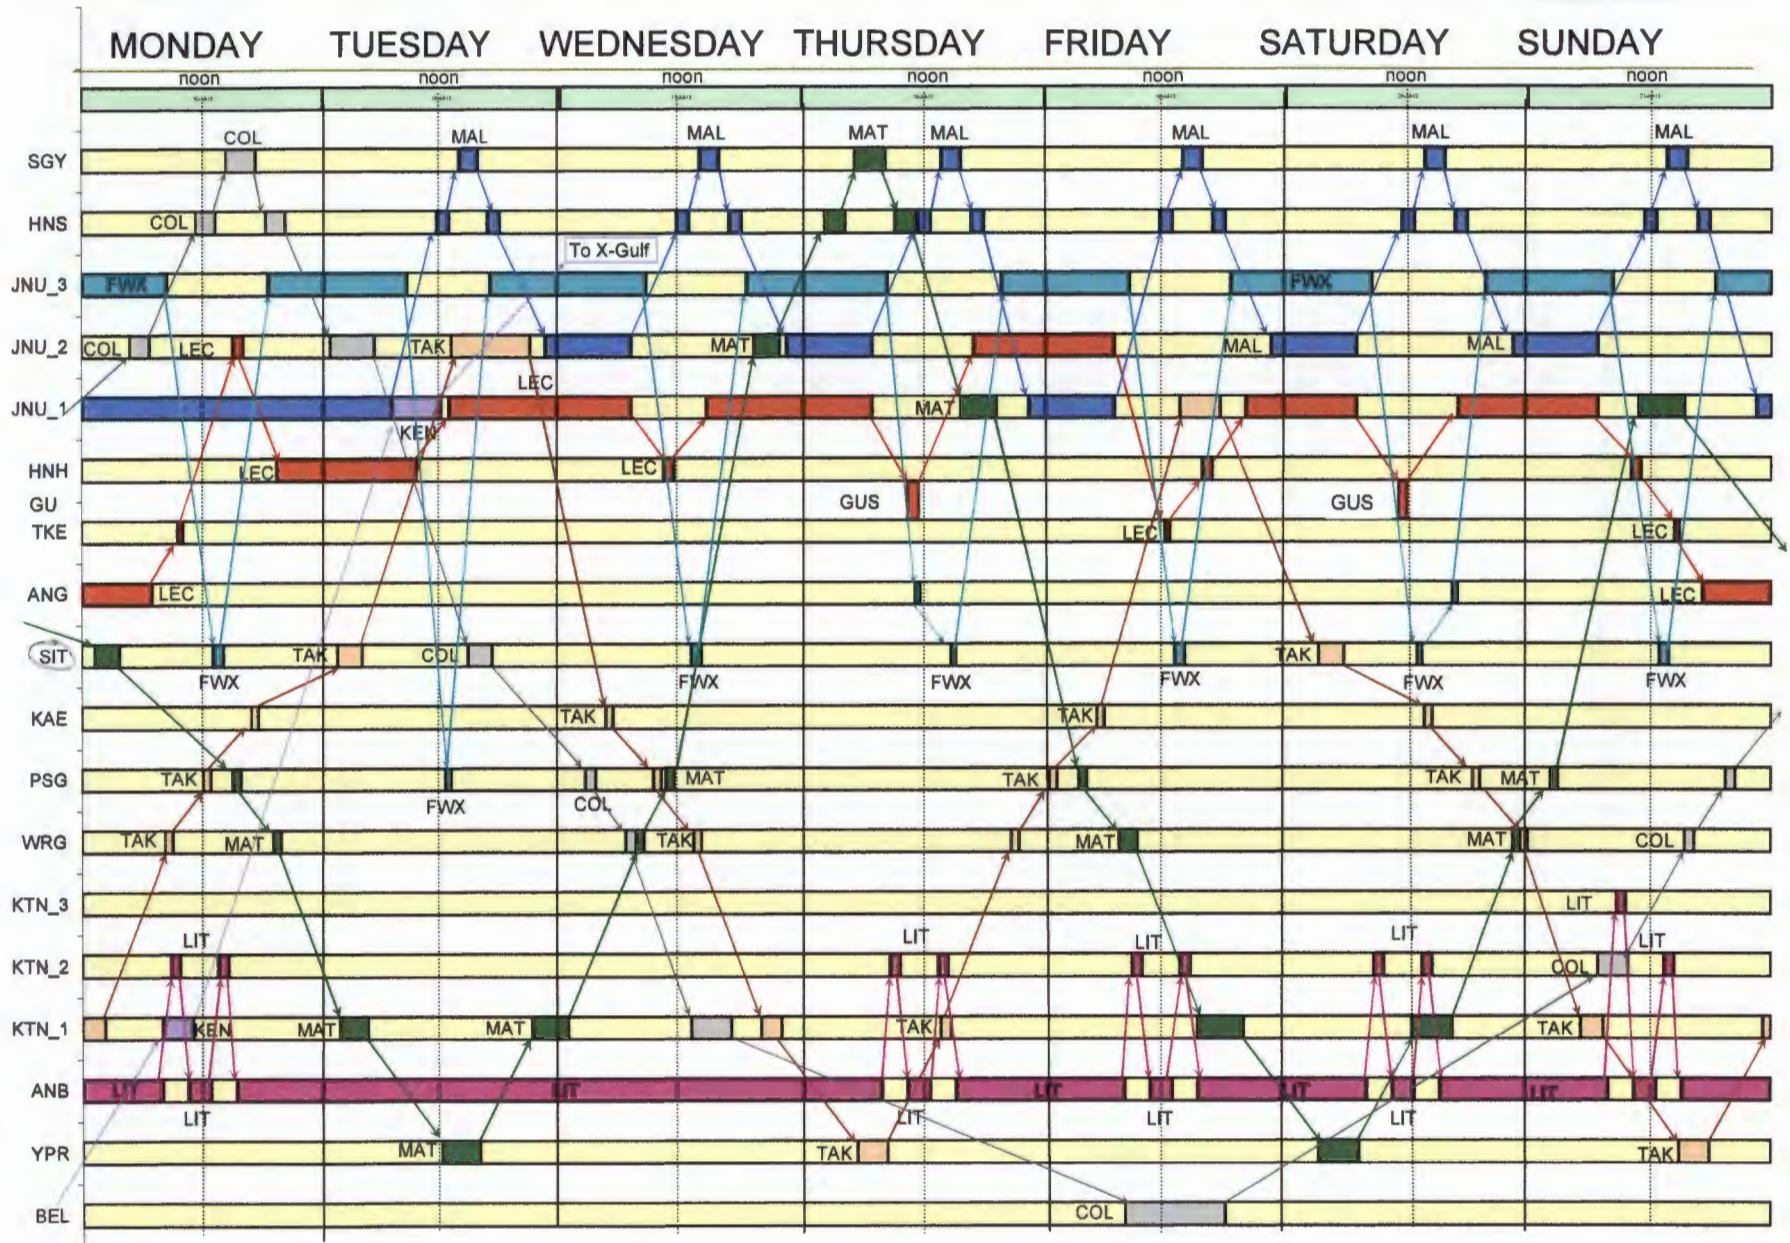 MONDAY TUESDAY WEDNESDAY THURSDAY FRIDAY SATURDAY SUNDAY
noon noon noon noon noon noon noon
COL MAL MAL MAT MAL MAL MAL MAL
SGY
HNS COL
To X-Gulf
JNU_3 FWX FWX
JNU_2 COL LEC TAK MAT MAL MAL
LEC
JNU_1 MAT
KEN
HNH LEC LEC
GU GUS GUS
TKE LEC LEC
ANG LEC LEC
SIT TAK COL TAK
FWX FWX FWX FWX FWX FWX
KAE TAK TAK
PSG TAK MAT TAK TAK MAT
FWX COL
WRG TAK MAT TAK MAT MAT COL
KTN_3 LIT
LIT LIT LIT LIT LIT
KTN_2 COL
KTN_1 KEN MAT MAT TAK TAK
ANB LIT LIT LIT LIT LIT
LIT LIT LIT LIT
YPR MAT TAK TAK
BEL COL